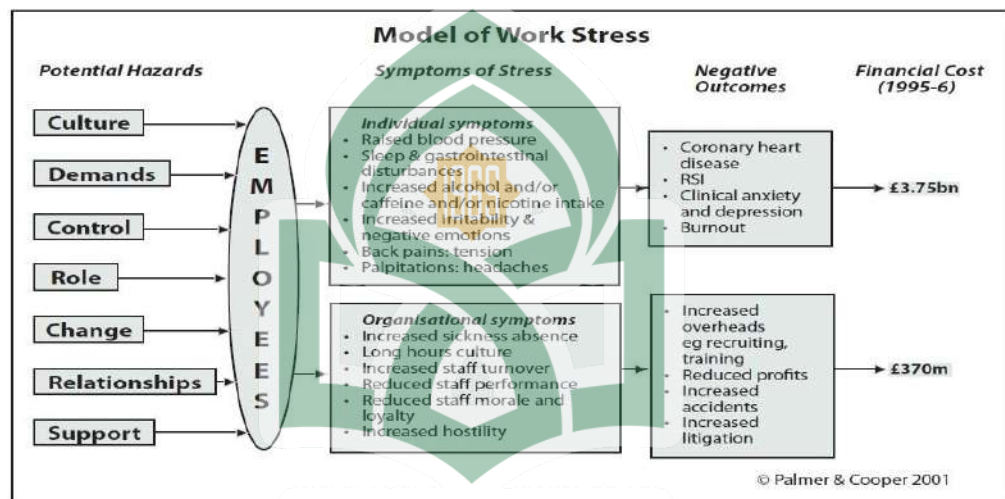 Model of Work Stress
Potential Hazards
Symptoms of Stress
Negative
Outcomes
Financial Cost
(1995-6)
Culture
Demands
Control
Role
Change
Relationships
Support
EMPLOYEES
Individual symptoms
• Raised blood pressure
• Sleep & gastrointestinal
disturbances
• Increased alcohol and/or
caffeine and/or nicotine intake
• Increased irritability &
negative emotions
• Back pains: tension
• Palpitations: headaches
Organisational symptoms
• Increased sickness absence
• Long hours culture
• Increased staff turnover
• Reduced staff performance
• Reduced staff morale and
loyalty
• Increased hostility
• Coronary heart
disease
• RSI
• Clinical anxiety
and depression
• Burnout
• Increased
overheads
eg recruiting,
training
• Reduced profits
• Increased
accidents
• Increased
litigation
£3.75bn
£370m
© Palmer & Cooper 2001